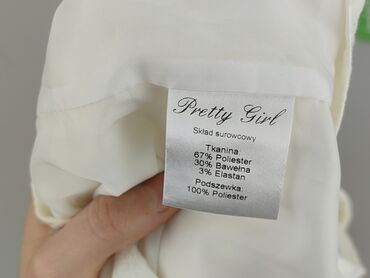 Pretty Girl
Skład surowcowy
Tkanina:
67% Poliester
30% Bawełna
3% Elastan
Podszewka:
100% Poliester